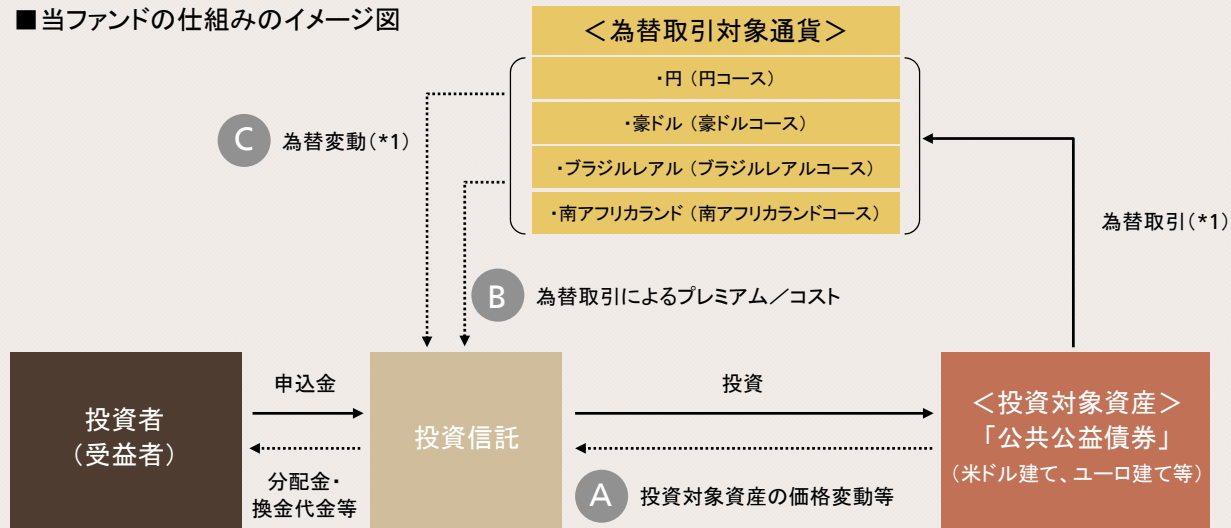 ■当ファンドの仕組みのイメージ図
＜為替取引対象通貨＞
・円（円コース）
・豪ドル（豪ドルコース）
・ブラジルレアル（ブラジルレアルコース）
・南アフリカランド（南アフリカランドコース）
C 為替変動(*1)
為替取引(*1)
B 為替取引によるプレミアム／コスト
投資者
（受益者）
申込金
分配金・
換金代金等
投資信託
投資
A 投資対象資産の価格変動等
＜投資対象資産＞
「公共公益債券」
（米ドル建て、ユーロ建て等）